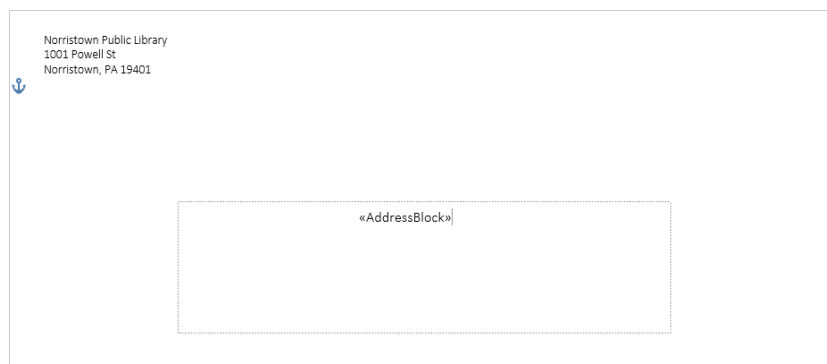 Norristown Public Library
1001 Powell St
Norristown, PA 19401
«AddressBlock»